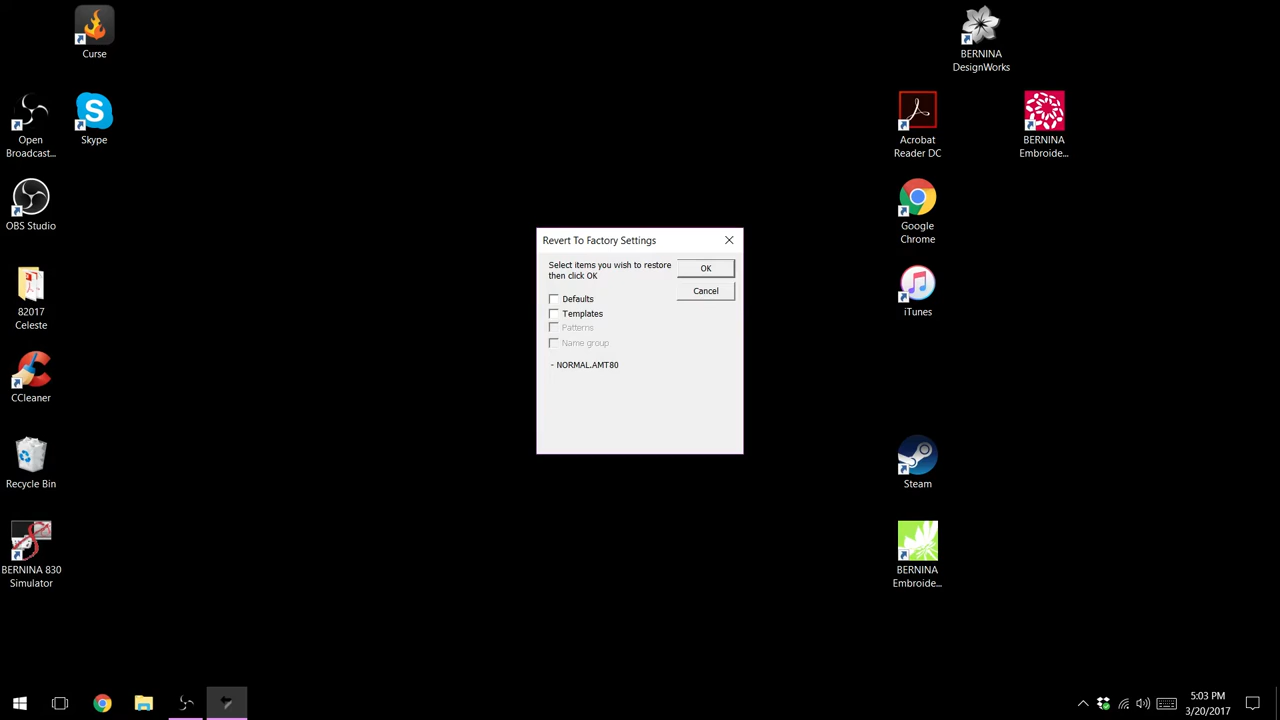 Curse
BERNINA
DesignWorks
Open
Broadcast...
Skype
Acrobat
Reader DC
BERNINA
Embroide...
OBS Studio
Google
Chrome
Revert To Factory Settings
Select items you wish to restore
then click OK
OK
Cancel
Defaults
Templates
Patterns
Name group
- NORMAL.AMT80
82017
Celeste
iTunes
CCleaner
Recycle Bin
Steam
BERNINA 830
Simulator
BERNINA
Embroide...
5:03 PM
3/20/2017